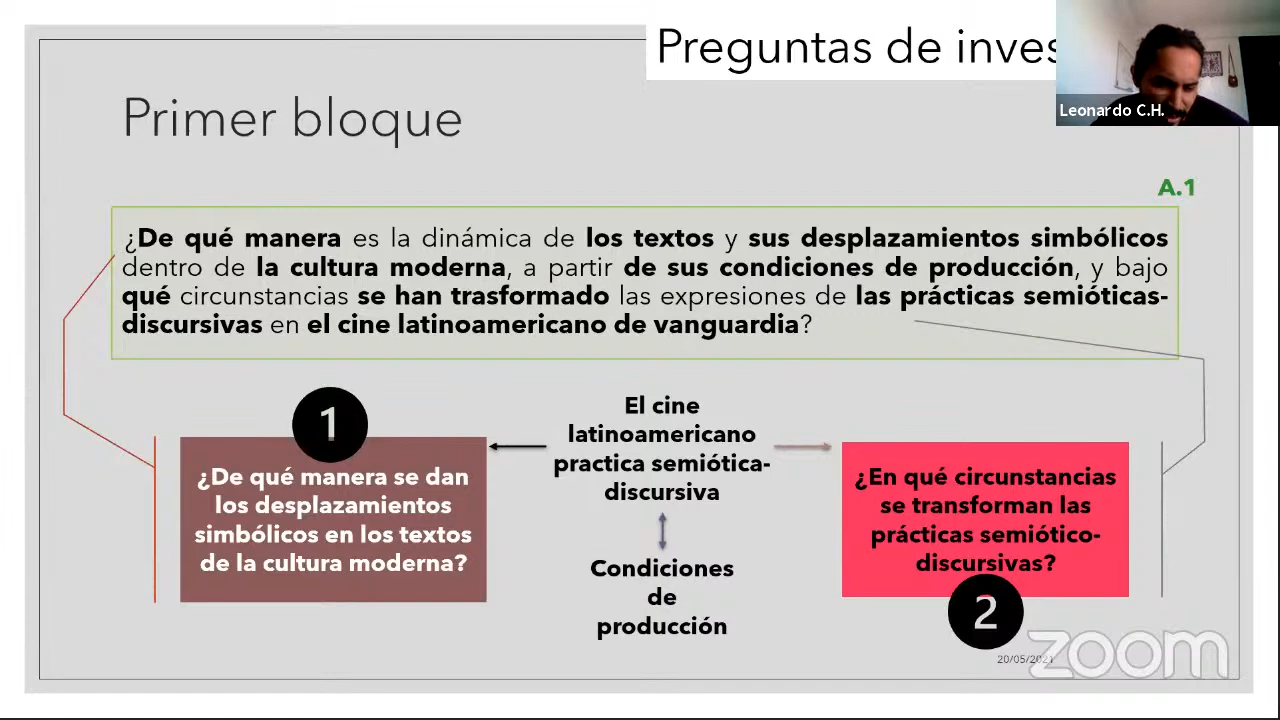 Preguntas de inves
Leonardo C.H.
Primer bloque
A.1
¿De qué manera es la dinámica de los textos y sus desplazamientos simbólicos
dentro de la cultura moderna, a partir de sus condiciones de producción, y bajo
qué circunstancias se han trasformado las expresiones de las prácticas semióticas-
discursivas en el cine latinoamericano de vanguardia?
1
¿De qué manera se dan
los desplazamientos
simbólicos en los textos
de la cultura moderna?
El cine
latinoamericano
practica semiótica-
discursiva
Condiciones
de
producción
¿En qué circunstancias
se transforman las
prácticas semiótico-
discursivas?
2
20/05/2021
zoom